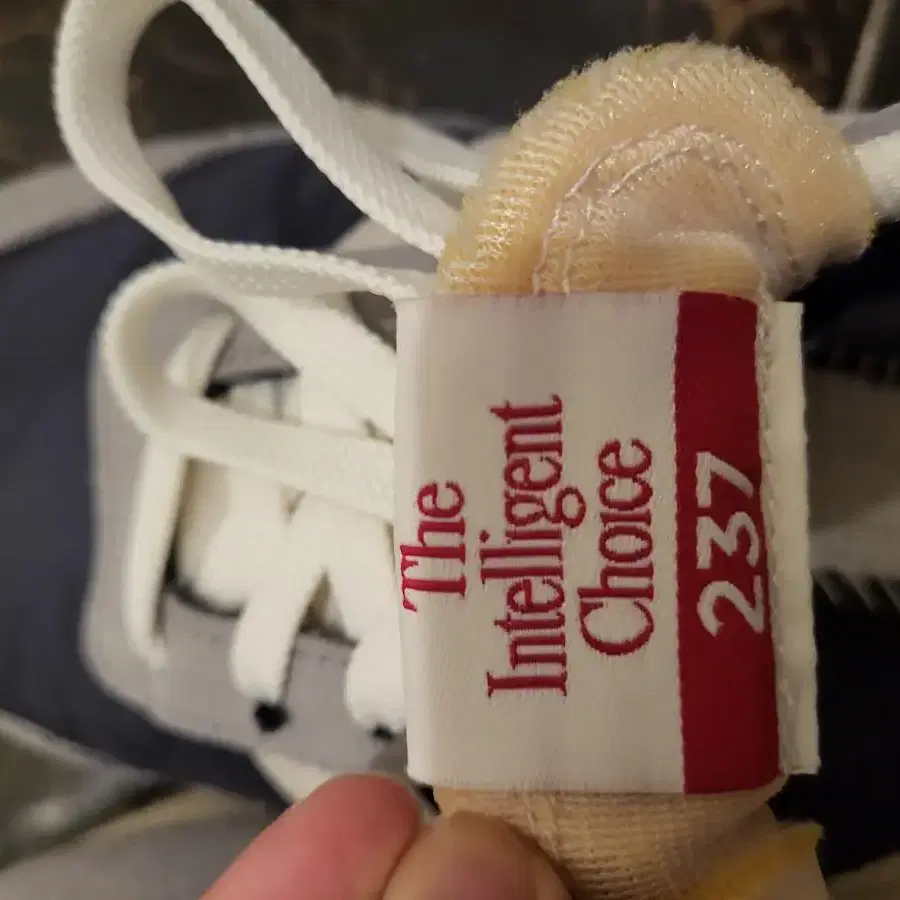 The
Intelligent
Choice
237